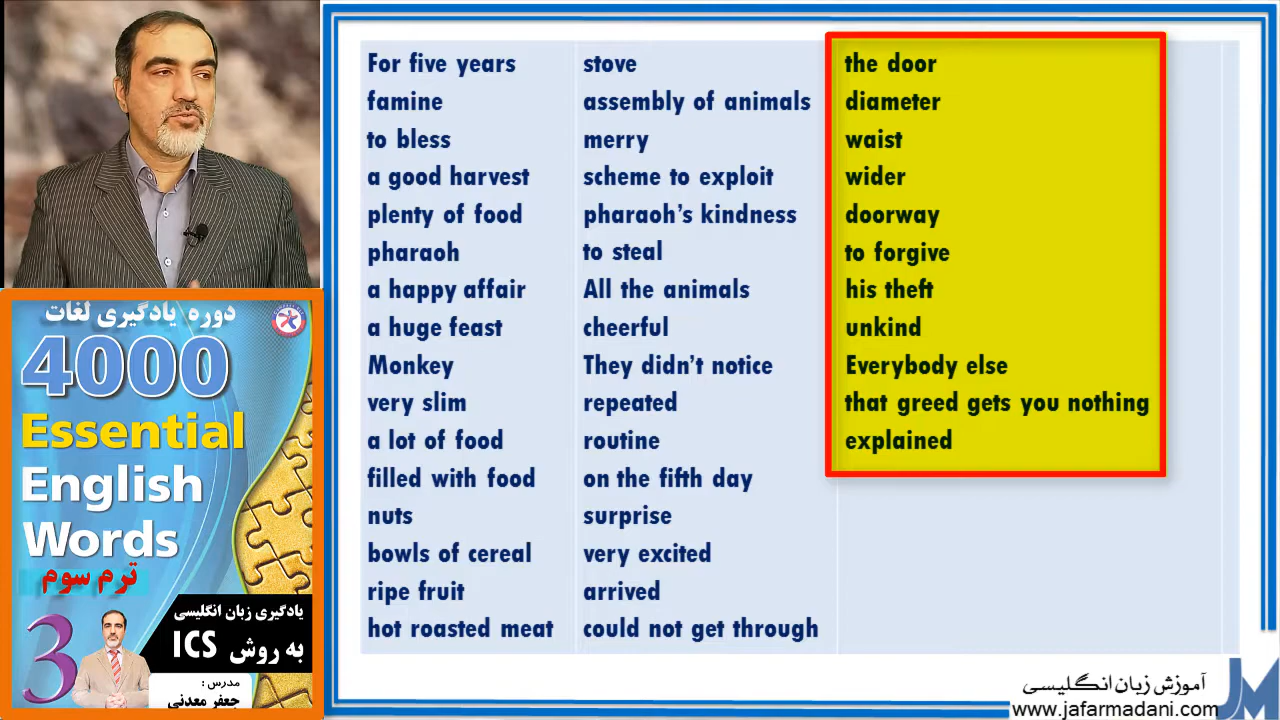 For five years
famine
to bless
a good harvest
plenty of food
pharaoh
a happy affair
a huge feast
Monkey
very slim
a lot of food
filled with food
nuts
bowls of cereal
ripe fruit
hot roasted meat
stove
assembly of animals
merry
scheme to exploit
pharaoh's kindness
to steal
All the animals
cheerful
They didn't notice
repeated
routine
on the fifth day
surprise
very excited
arrived
could not get through
the door
diameter
waist
wider
doorway
to forgive
his theft
unkind
Everybody else
that greed gets you nothing
explained
دوره یادگیری لغات
4000
Essential
English
Words
ترم سوم
3
یادگیری زبان انگلیسی
به روش ICS
مدرس :
جعفر معدنی
آموزش زبان انگلیسی
www.jafarmadani.com
JM